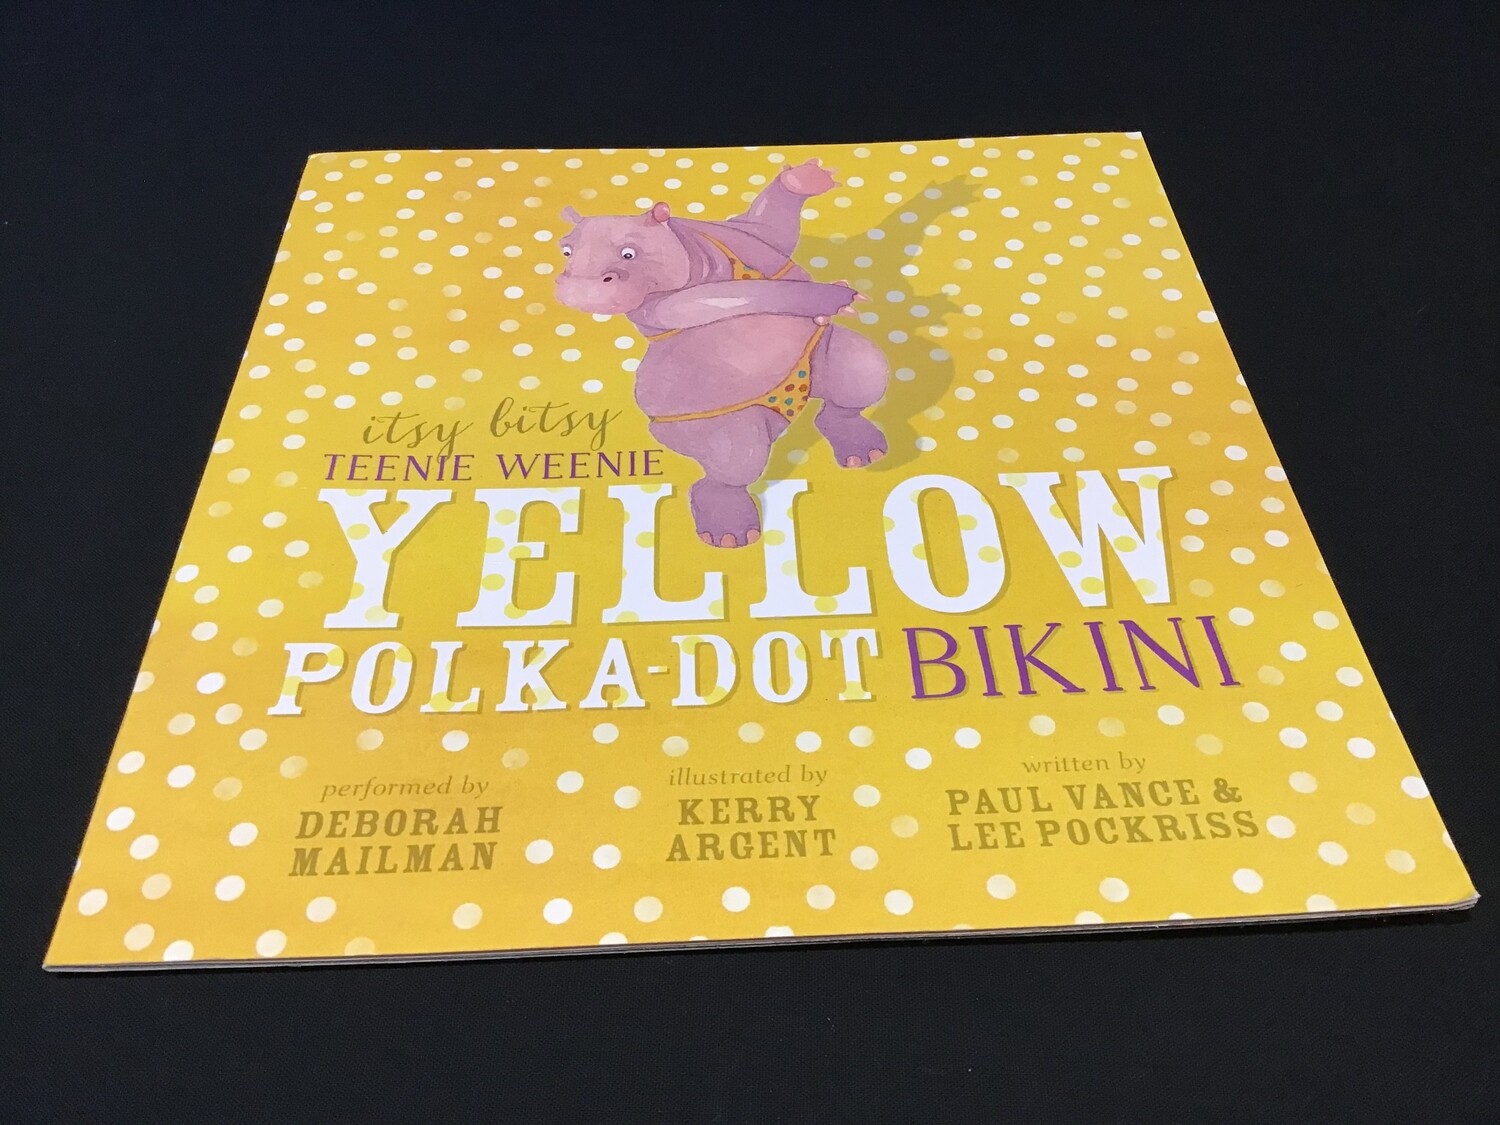 itsy bitsy
TEENIE WEENIE
YELLOW
POLKA-DOT BIKINI
performed by
DEBORAH
MAILMAN
illustrated by
KERRY
ARGENT
written by
PAUL VANCE &
LEE POCKRISS